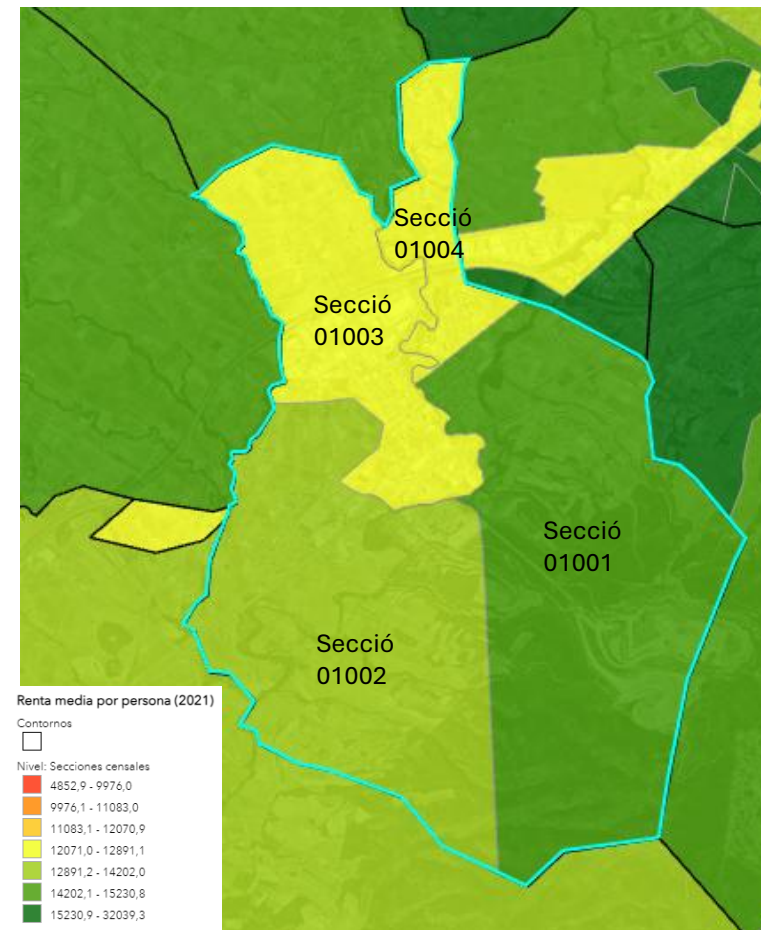 Secció
01004
Secció
01003
Secció
01001
Secció
01002
Renta media por persona (2021)
Contornos
Nivel: Secciones censales
4852,9 - 9976,0
9976,1 - 11083,0
11083,1 - 12070,9
12071,0 - 12891,1
12891,2 - 14202,0
14202,1 - 15230,8
15230,9 - 32039,3